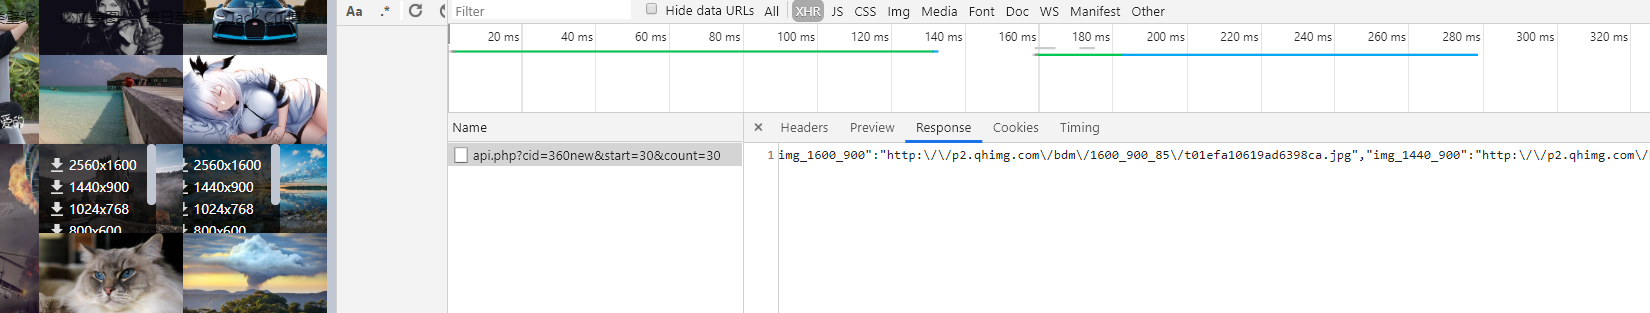 Aa .*
Filter Hide data URLs All XHR JS CSS Img Media Font Doc WS Manifest Other
20 ms 40 ms 60 ms 80 ms 100 ms 120 ms 140 ms 160 ms 180 ms 200 ms 220 ms 240 ms 260 ms 280 ms 300 ms 320 ms
Name × Headers Preview Response Cookies Timing
api.php?cid=360new&start=30&count=30
1 img_1600_900":"http:\/\/p2.qhimg.com\/bdm\/1600_900_85\/t01efa10619ad6398ca.jpg","img_1440_900":"http:\/\/p2.qhimg.com\/
爱的
2560x1600 2560x1600
1440x900 1440x900
1024x768 1024x768
800x600 800x600